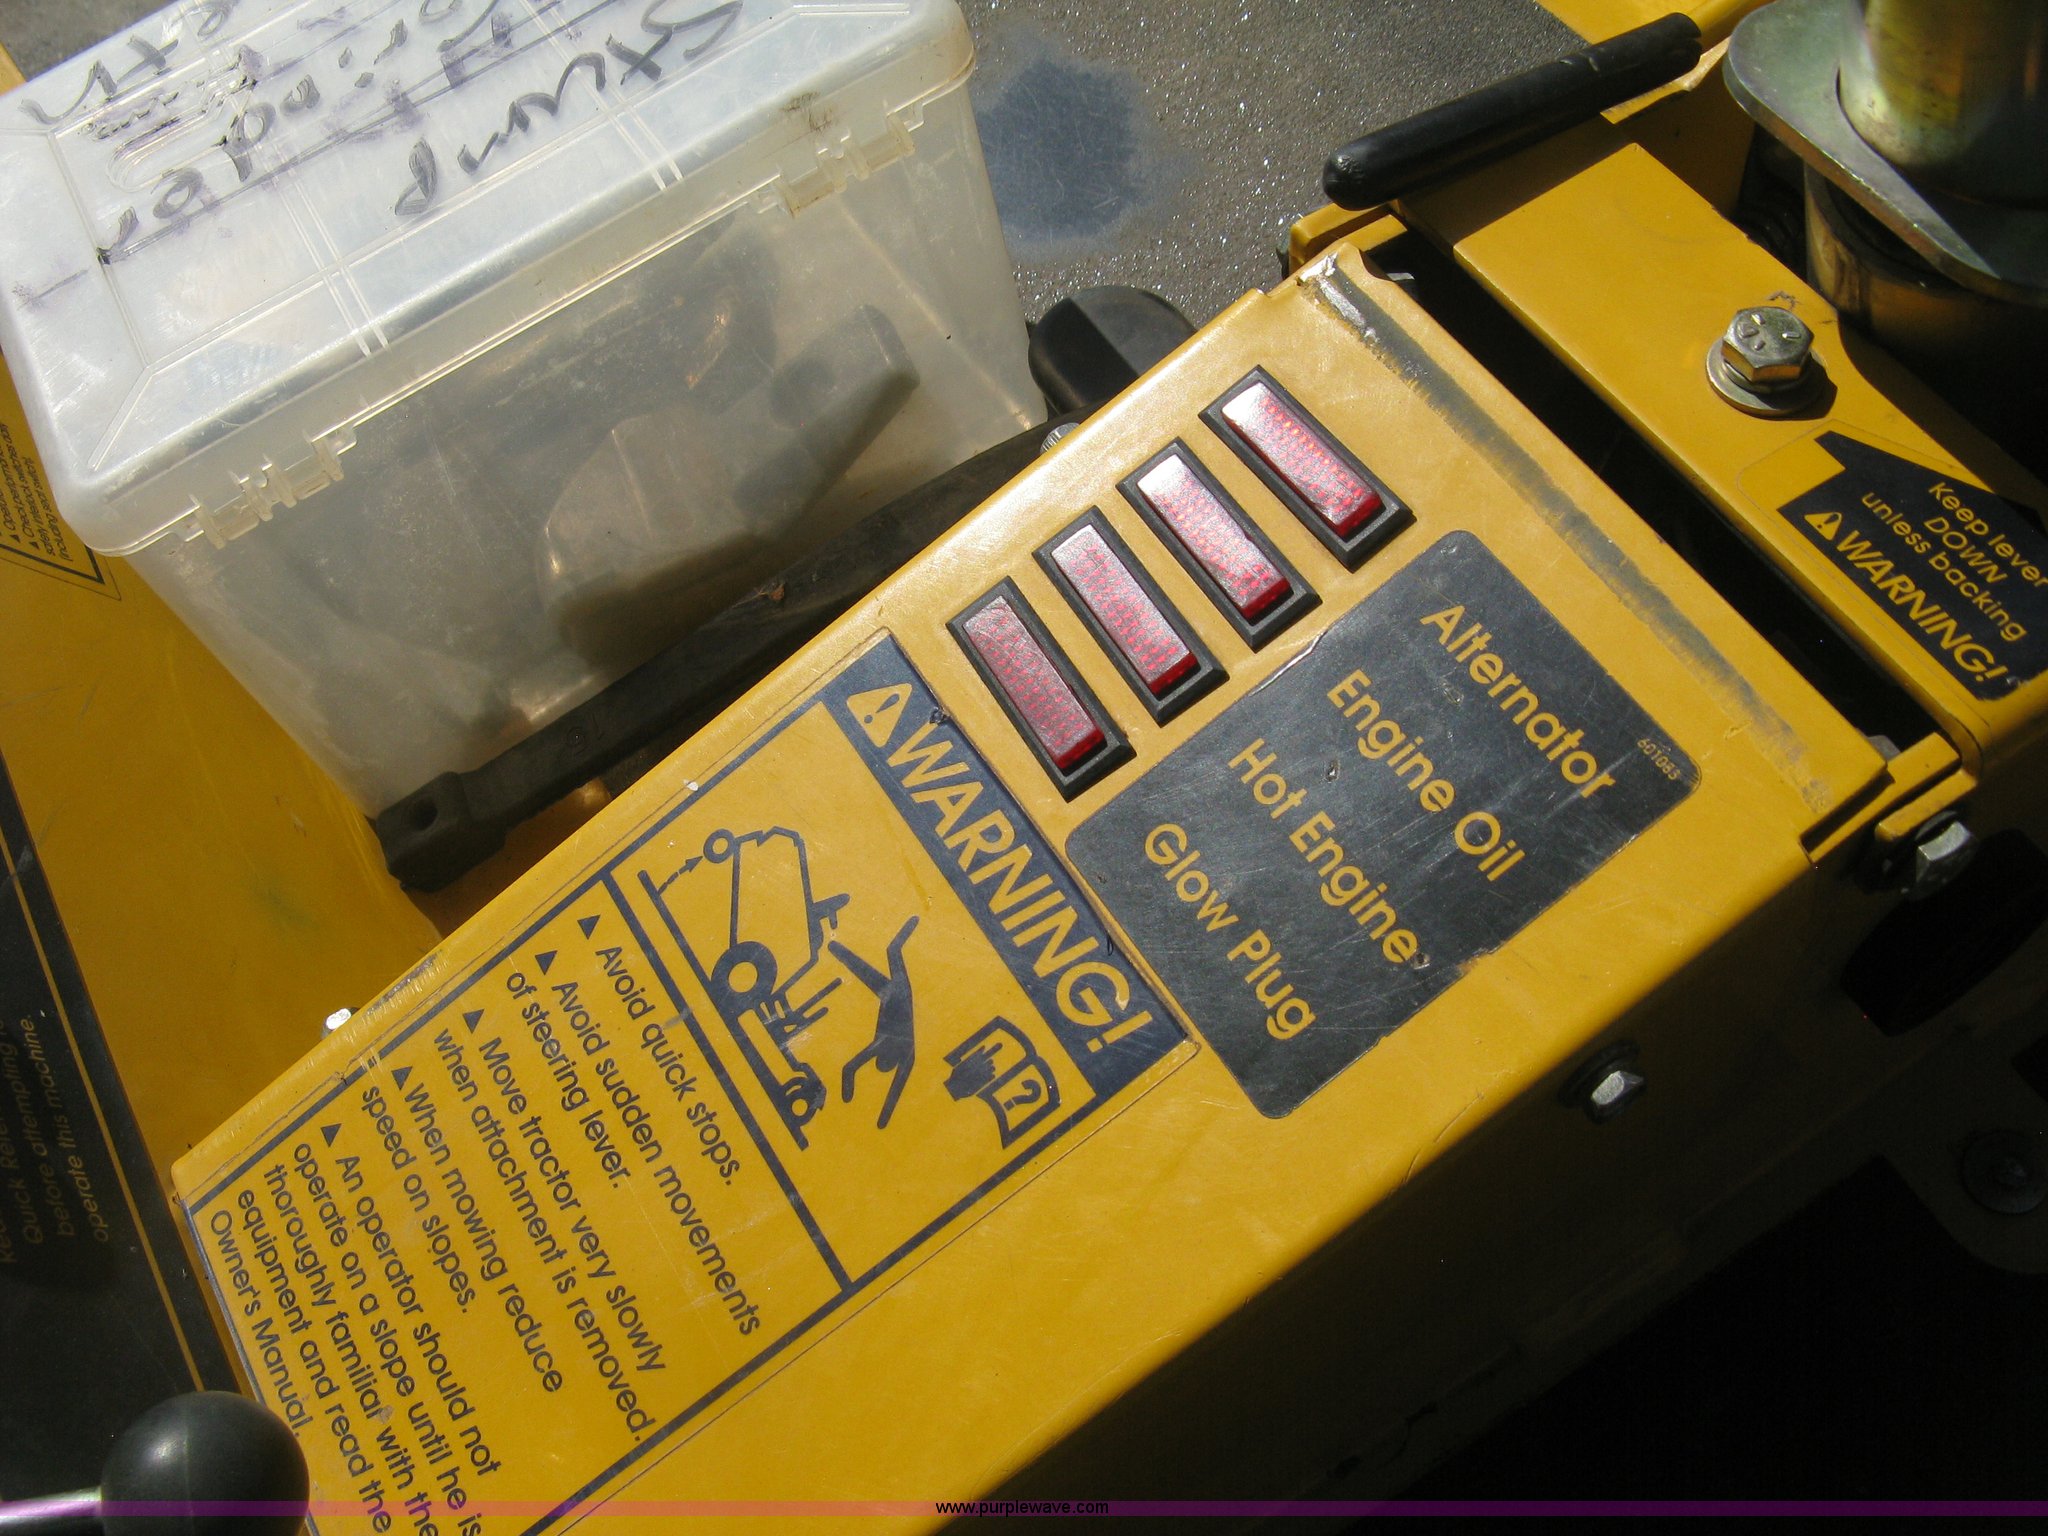 Stump
Grinder
Alternator
Engine Oil
Hot Engine
Glow Plug
601085
WARNING!
?
▲ Avoid quick stops.
▲ Avoid sudden movements
of steering lever.
▲ Move tractor very slowly
when attachment is removed.
▲ When mowing reduce
speed on slopes.
▲ An operator should not
operate on a slope until he is
thoroughly familiar with the
equipment and read the
Owner's Manual.
Keep lever
DOWN
unless backing
WARNING!
before attempting
operate this machine.
www.purplewave.com